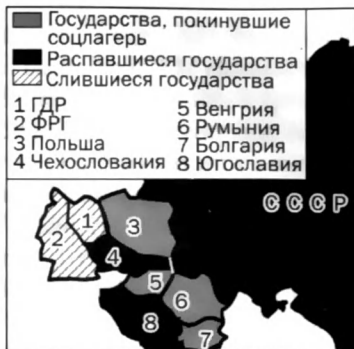 Государства, покинувшие
соцлагерь
Распавшиеся государства
Слившиеся государства
1 ГДР
2 ФРГ
3 Польша
4 Чехословакия
5 Венгрия
6 Румыния
7 Болгария
8 Югославия
СССР
1
2
3
4
5
6
7
8